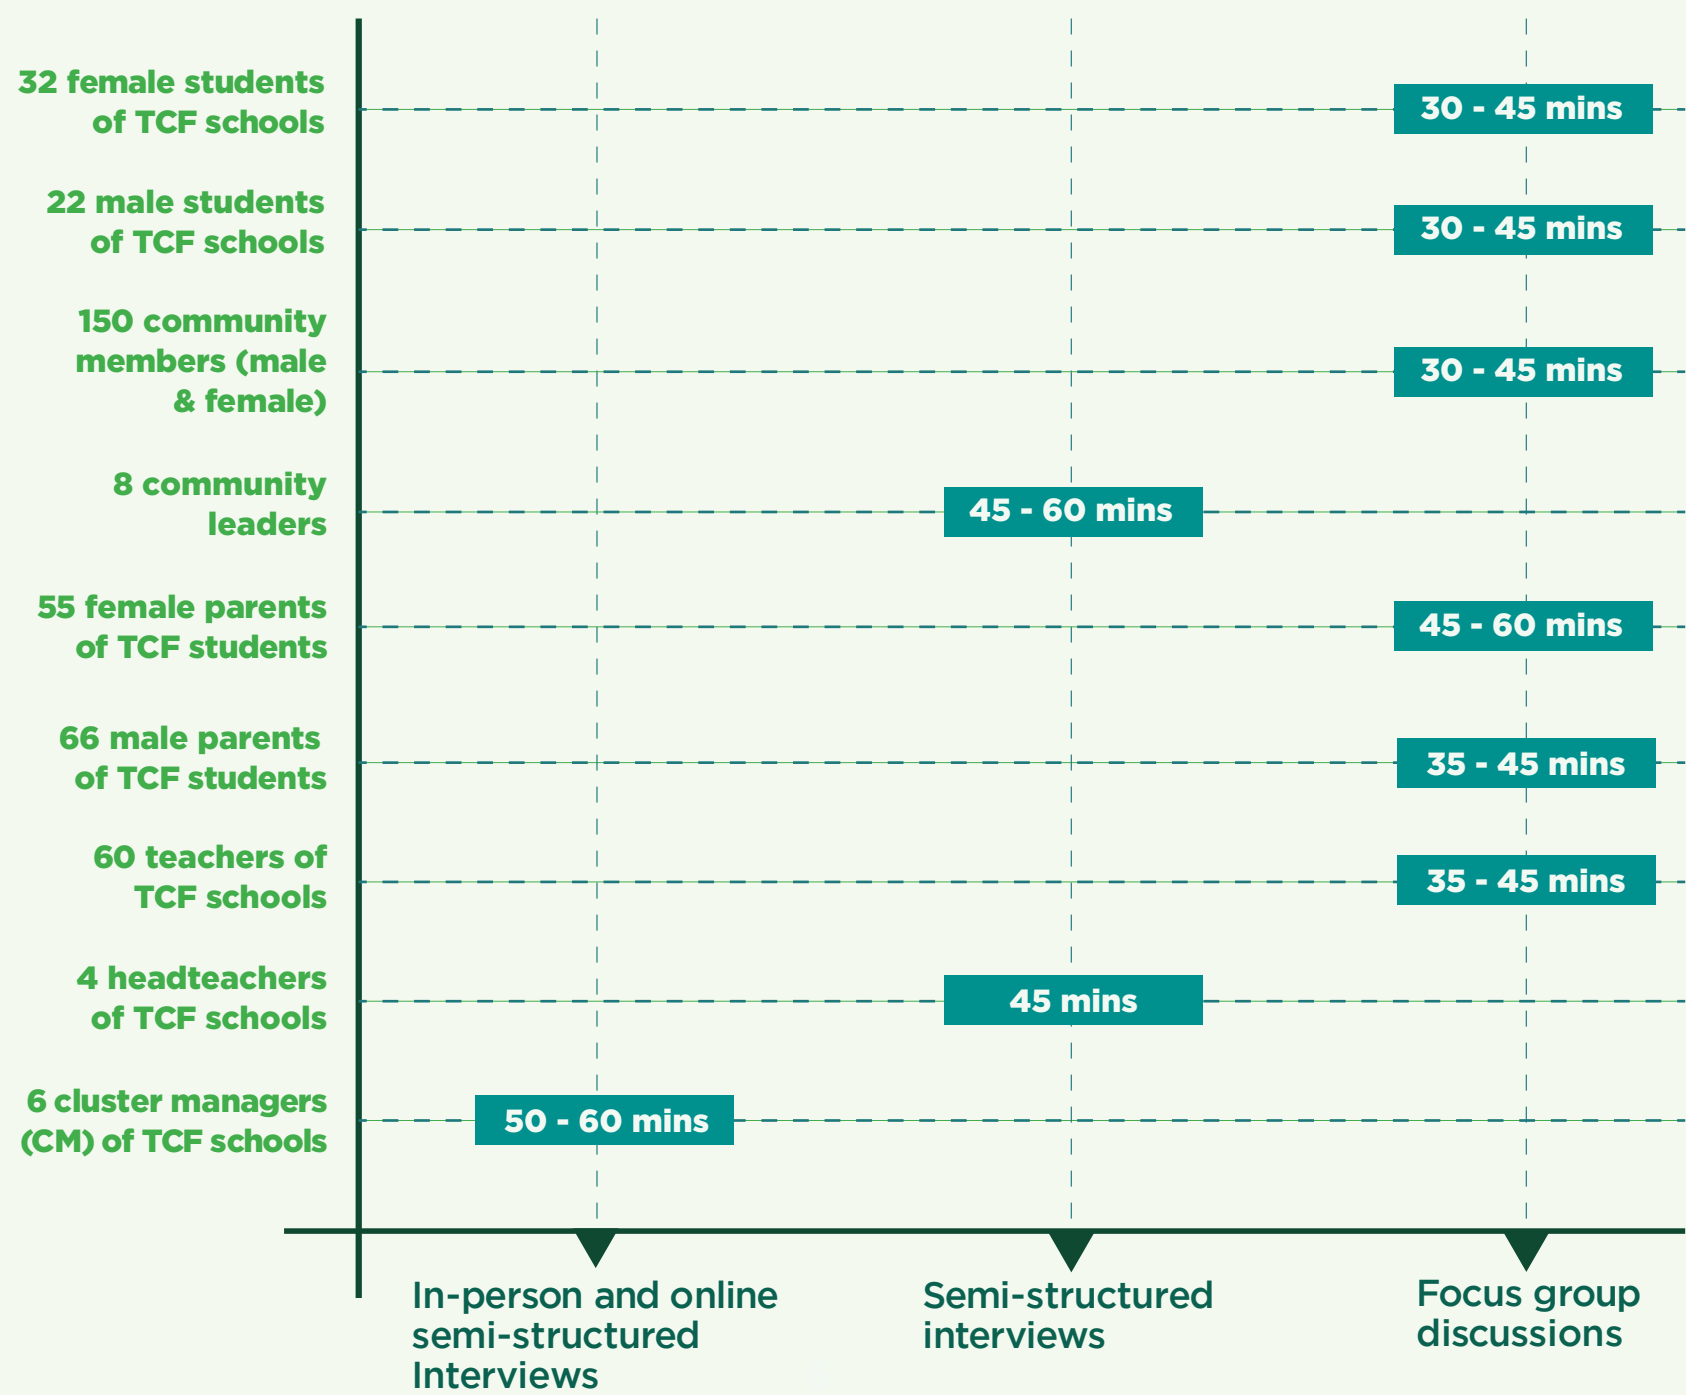 32 female students
of TCF schools
30 - 45 mins
22 male students
of TCF schools
30 - 45 mins
150 community
members (male
& female)
30 - 45 mins
8 community
leaders
45 - 60 mins
55 female parents
of TCF students
45 - 60 mins
66 male parents
of TCF students
35 - 45 mins
60 teachers of
TCF schools
35 - 45 mins
4 headteachers
of TCF schools
45 mins
6 cluster managers
(CM) of TCF schools
50 - 60 mins
In-person and online
semi-structured
Interviews
Semi-structured
interviews
Focus group
discussions